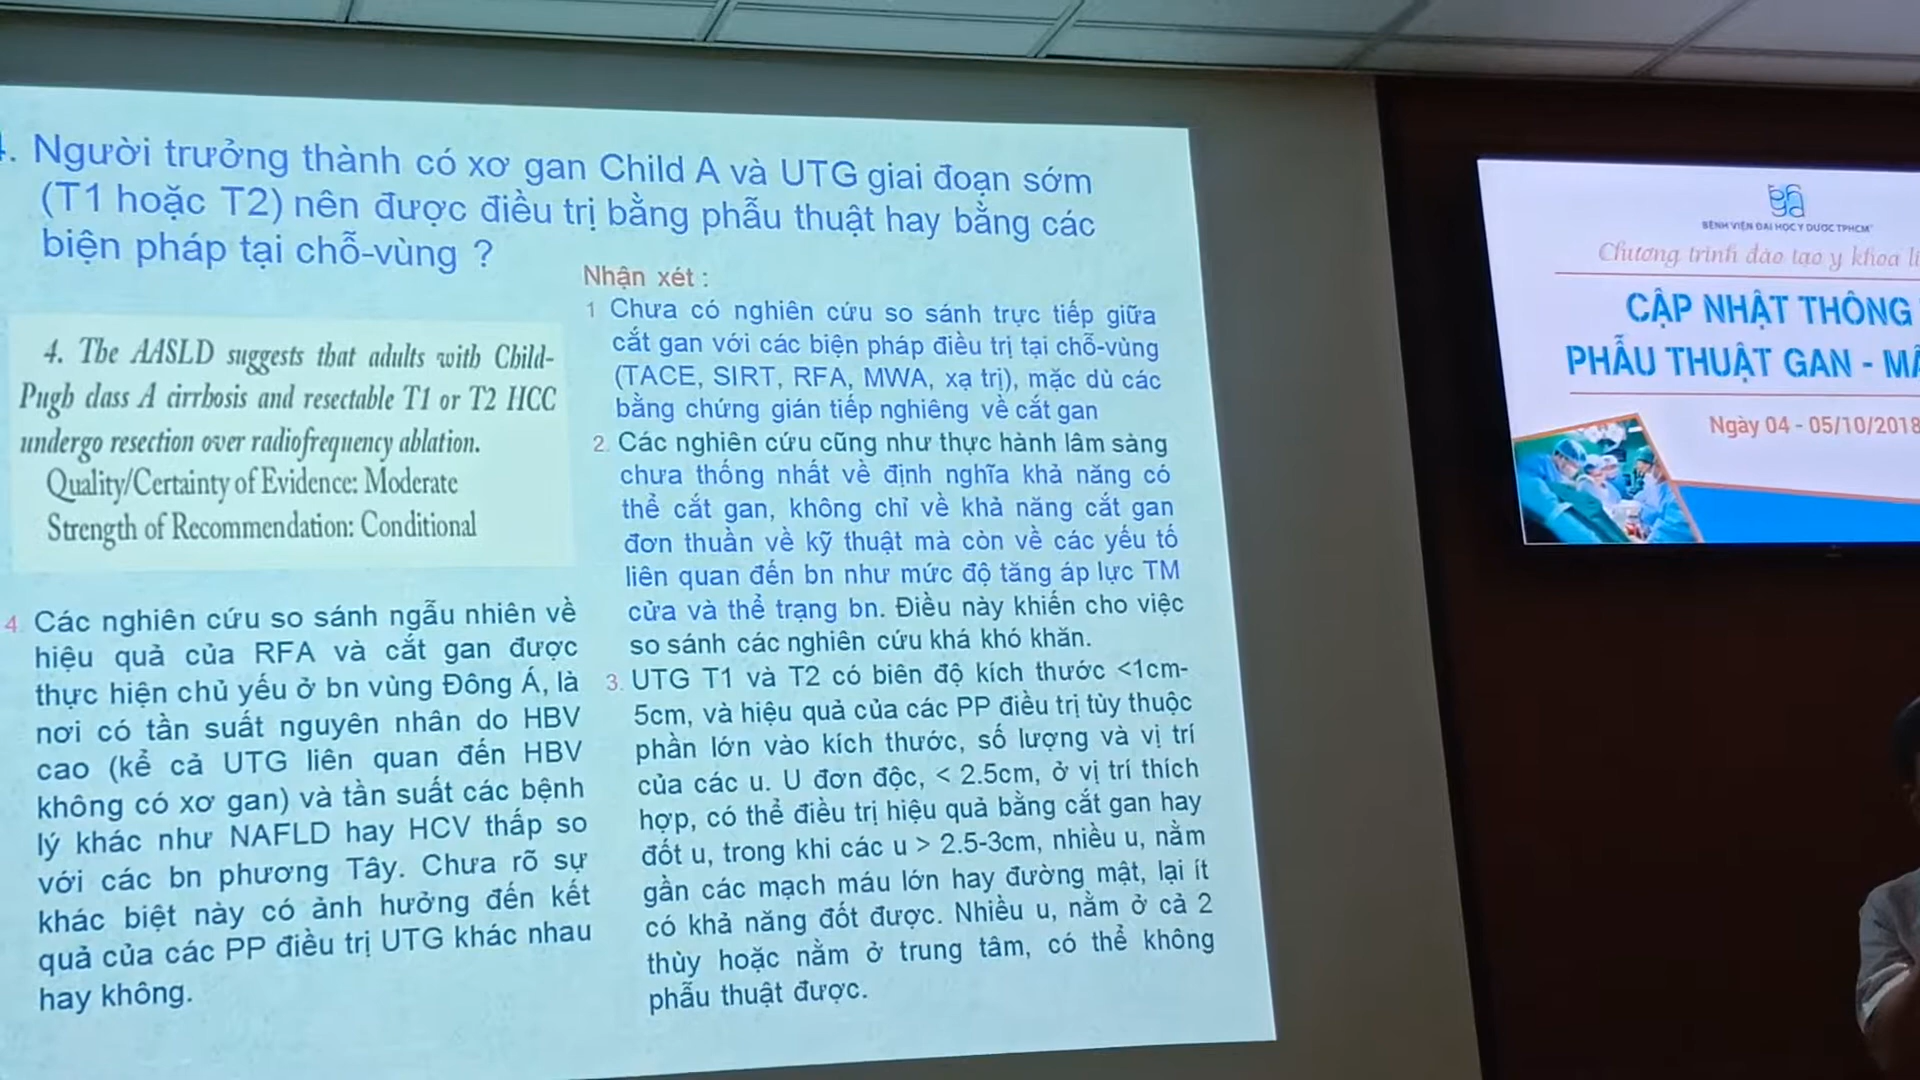 . Người trưởng thành có xơ gan Child A và UTG giai đoạn sớm
(T1 hoặc T2) nên được điều trị bằng phẫu thuật hay bằng các
biện pháp tại chỗ-vùng ?
4. The AASLD suggests that adults with Child-
Pugh class A cirrhosis and resectable T1 or T2 HCC
undergo resection over radiofrequency ablation.
Quality/Certainty of Evidence: Moderate
Strength of Recommendation: Conditional
Nhận xét :
1 Chưa có nghiên cứu so sánh trực tiếp giữa
cắt gan với các biện pháp điều trị tại chỗ-vùng
(TACE, SIRT, RFA, MWA, xạ trị), mặc dù các
bằng chứng gián tiếp nghiêng về cắt gan
2. Các nghiên cứu cũng như thực hành lâm sàng
chưa thống nhất về định nghĩa khả năng có
thể cắt gan, không chỉ về khả năng cắt gan
đơn thuần về kỹ thuật mà còn về các yếu tố
liên quan đến bn như mức độ tăng áp lực TM
cửa và thể trạng bn. Điều này khiến cho việc
so sánh các nghiên cứu khá khó khăn.
3. UTG T1 và T2 có biên độ kích thước <1cm-
5cm, và hiệu quả của các PP điều trị tùy thuộc
phần lớn vào kích thước, số lượng và vị trí
của các u. U đơn độc, < 2.5cm, ở vị trí thích
hợp, có thể điều trị hiệu quả bằng cắt gan hay
đốt u, trong khi các u > 2.5-3cm, nhiều u, nằm
gần các mạch máu lớn hay đường mật, lại ít
có khả năng đốt được. Nhiều u, nằm ở cả 2
thùy hoặc nằm ở trung tâm, có thể không
phẫu thuật được.
4. Các nghiên cứu so sánh ngẫu nhiên về
hiệu quả của RFA và cắt gan được
thực hiện chủ yếu ở bn vùng Đông Á, là
nơi có tần suất nguyên nhân do HBV
cao (kể cả UTG liên quan đến HBV
không có xơ gan) và tần suất các bệnh
lý khác như NAFLD hay HCV thấp so
với các bn phương Tây. Chưa rõ sự
khác biệt này có ảnh hưởng đến kết
quả của các PP điều trị UTG khác nhau
hay không.
BỆNH VIỆN ĐẠI HỌC Y DƯỢC TPHCM
Chương trình đào tạo y khoa li
CẬP NHẬT THÔNG
PHẪU THUẬT GAN - MẬ
Ngày 04 - 05/10/2018